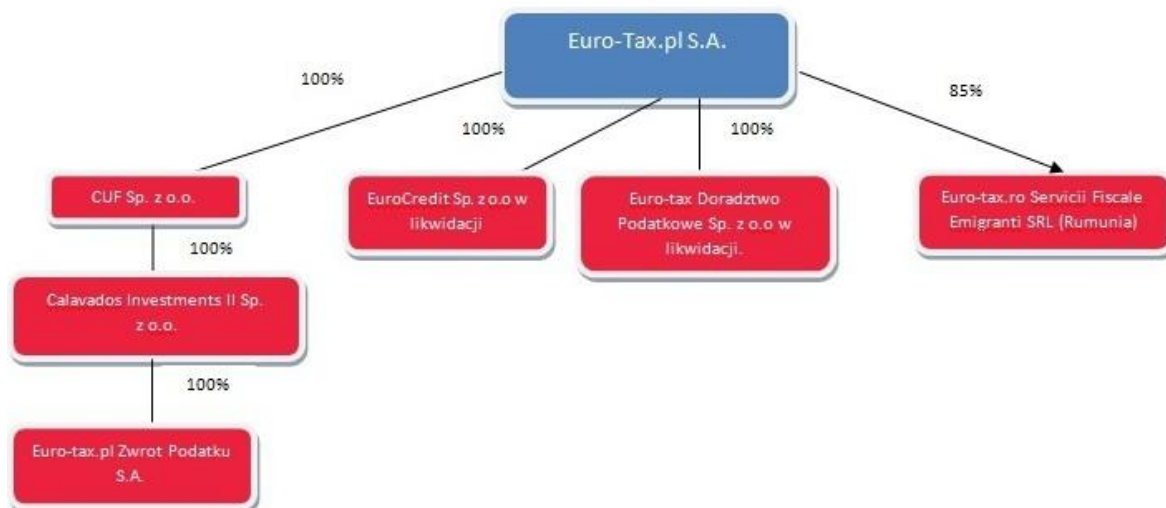 Euro-Tax.pl S.A.
100%
85%
100%
100%
CUF Sp. z o.o.
EuroCredit Sp. z o.o w
likwidacji
Euro-tax Doradztwo
Podatkowe Sp. z o.o w
likwidacji.
Euro-tax.ro Servicii Fiscale
Emigranti SRL (Rumunia)
100%
Calavados Investments II Sp.
z o.o.
100%
Euro-tax.pl Zwrot Podatku
S.A.